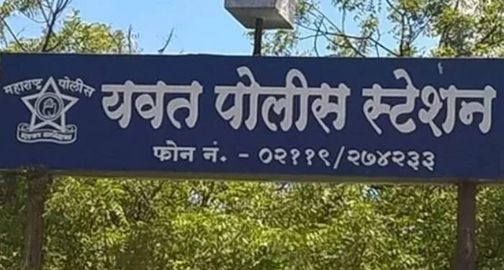 महाराष्ट्र पोलीस
यवत पोलीस स्टेशन
फोन नं. - ०२११९/२७४२३३